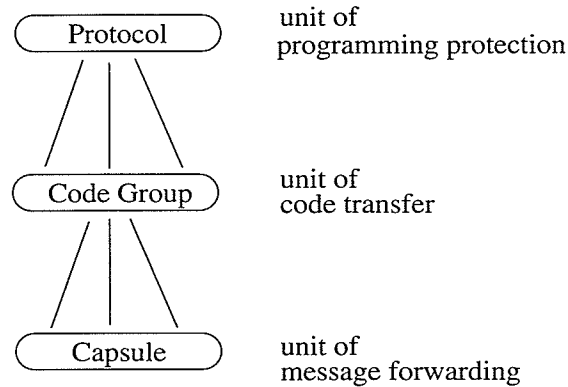 Protocol
unit of
programming protection
Code Group
unit of
code transfer
Capsule
unit of
message forwarding